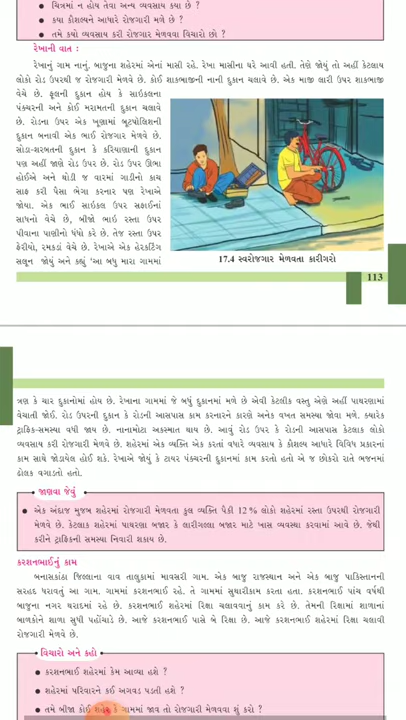 ● ચિત્રમાં ન હોય તેવા અન્ય વ્યવસાય કયા છે ?
● કયા કૌશલ્યને આધારે રોજગારી મળે છે ?
● તમે કયો વ્યવસાય કરી રોજગાર મેળવવા વિચારો છો ?
રેખાની વાત :
રેખાનું ગામ નાનું. બાજુના શહેરમાં એનાં માસી રહે. રેખા માસીના ઘરે આવી હતી. તેણે જોયું તો અહીં કેટલાય
લોકો રોડ ઉપરથી જ રોજગારી મેળવે છે. કોઈ શાકભાજીની નાની દુકાન ચલાવે છે. એક માજી લારી ઉપર શાકભાજી
વેચે છે. ફૂલની દુકાન હોય કે સાઇકલના
પંક્ચરની અને કોઈ મરામતની દુકાન ચલાવે
છે. રોડના ઉપર એક ખૂણામાં બૂટપોલિશની
દુકાન બનાવી એક ભાઈ રોજગાર મેળવે છે.
સોડા-શરબતની દુકાન કે કરિયાણાની દુકાન
પણ અહીં જાણે રોડ ઉપર છે. રોડ ઉપર ઊભા
હોઈએ અને થોડી જ વારમાં ગાડીનો કાચ
સાફ કરી પૈસા ભેગા કરનાર પણ રેખાએ
જોયા. એક ભાઈ સાઇકલ ઉપર સફાઈનાં
સાધનો વેચે છે, બીજો ભાઇ રસ્તા ઉપર
પીવાના પાણીનો ધંધો કરે છે. તેજ રસ્તા ઉપર
ફેરીયો, રમકડાં વેચે છે. રેખાએ એક હેરકટિંગ
સલૂન જોયું અને કહ્યું 'આ બધુ મારા ગામમાં
17.4 સ્વરોજગાર મેળવતા કારીગરો
113
ત્રણ કે ચાર દુકાનોમાં હોય છે. રેખાના ગામમાં જે બધું દુકાનમાં મળે છે એવી કેટલીક વસ્તુ એણે અહીં પાથરણામાં
વેચાતી જોઈ. રોડ ઉપરની દુકાન કે રોડની આસપાસ કામ કરનારને કારણે અનેક વખત સમસ્યા જોવા મળે. ક્યારેક
ટ્રાફિક-સમસ્યા વધી જાય છે. નાનામોટા અકસ્માત થાય છે. આવું રોડ ઉપર કે રોડની આસપાસ કેટલાક લોકો
વ્યવસાય કરી રોજગારી મેળવે છે. શહેરમાં એક વ્યક્તિ એક કરતાં વધારે વ્યવસાય કે કૌશલ્ય આધારે વિવિધ પ્રકારનાં
કામ સાથે જોડાયેલ હોઈ શકે. રેખાએ જોયું કે ટાયર પંક્ચરની દુકાનમાં કામ કરતો હતો એ જ છોકરો રાતે ભજનમાં
ઢોલક વગાડતો હતો.
જાણવા જેવું
● એક અંદાજ મુજબ શહેરમાં રોજગારી મેળવતા કુલ વ્યક્તિ પૈકી 12 % લોકો શહેરમાં રસ્તા ઉપરથી રોજગારી
મેળવે છે. કેટલાક શહેરમાં પાથરણા બજાર કે લારીગલ્લા બજાર માટે ખાસ વ્યવસ્થા કરવામાં આવે છે. જેથી
કરીને ટ્રાફિકની સમસ્યા નિવારી શકાય છે.
કરશનભાઈનું કામ
બનાસકાંઠા જિલ્લાના વાવ તાલુકામાં માવસરી ગામ. એક બાજુ રાજસ્થાન અને એક બાજુ પાકિસ્તાનની
સરહદ ધરાવતું આ ગામ. ગામમાં કરશનભાઈ રહે. તે ગામમાં સુથારીકામ કરતા હતા. કરશનભાઈ પાંચ વર્ષથી
બાજુના નગર થરાદમાં રહે છે. કરશનભાઈ શહેરમાં રિક્ષા ચલાવવાનું કામ કરે છે. તેમની રિક્ષામાં શાળાનાં
બાળકોને શાળા સુધી પહોંચાડે છે. આજે કરશનભાઈ પાસે બે રિક્ષા છે. આજે કરશનભાઈ શહેરમાં રિક્ષા ચલાવી
રોજગારી મેળવે છે.
વિચારો અને કહો
● કરશનભાઈ શહેરમાં કેમ આવ્યા હશે ?
● શહેરમાં પરિવારને કઈ અગવડ પડતી હશે ?
● તમે બીજા કોઈ શહેર કે ગામમાં જાવ તો રોજગારી મેળવવા શું કરો ?